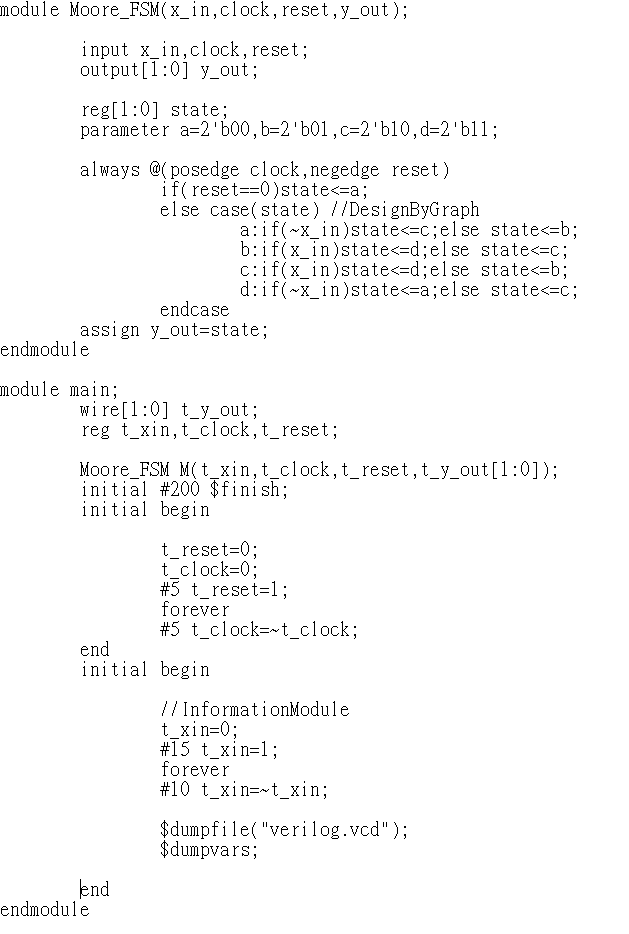 module Moore_FSM(x_in,clock,reset,y_out);
input x_in,clock,reset;
output[1:0] y_out;
reg[1:0] state;
parameter a=2'b00,b=2'b01,c=2'b10,d=2'b11;
always @(posedge clock,negedge reset)
if(reset==0)state<=a;
else case(state) //DesignByGraph
a:if(~x_in)state<=c;else state<=b;
b:if(x_in)state<=d;else state<=c;
c:if(x_in)state<=d;else state<=b;
d:if(~x_in)state<=a;else state<=c;
endcase
assign y_out=state;
endmodule
module main;
wire[1:0] t_y_out;
reg t_xin,t_clock,t_reset;
Moore_FSM M(t_xin,t_clock,t_reset,t_y_out[1:0]);
initial #200 $finish;
initial begin
t_reset=0;
t_clock=0;
#5 t_reset=1;
forever
#5 t_clock=~t_clock;
end
initial begin
//InformationModule
t_xin=0;
#15 t_xin=1;
forever
#10 t_xin=~t_xin;
$dumpfile("verilog.vcd");
$dumpvars;
end
endmodule